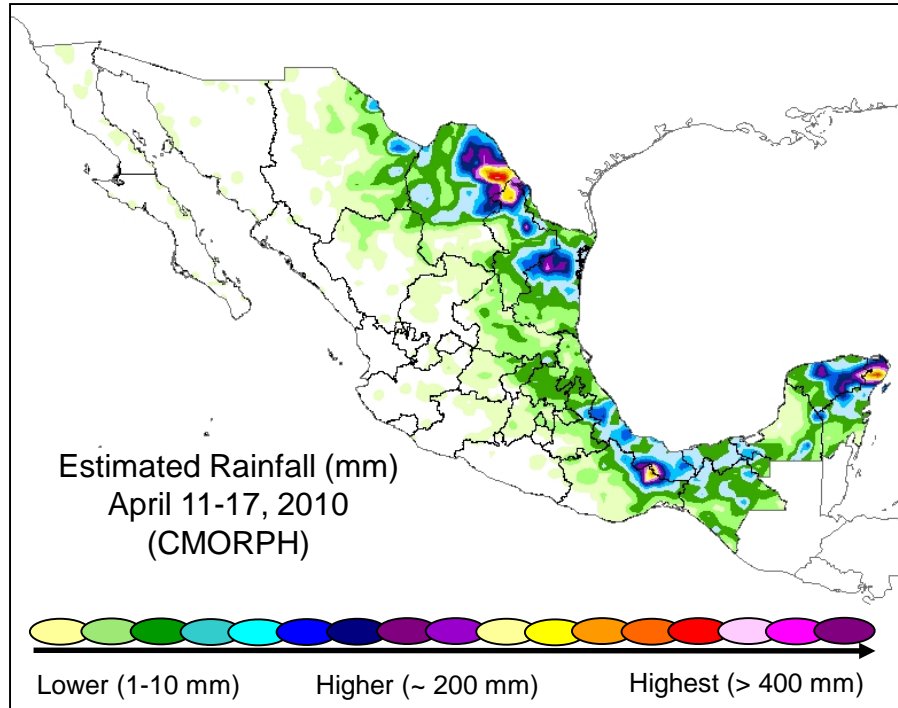 Estimated Rainfall (mm)
April 11-17, 2010
(CMORPH)
Lower (1-10 mm) Higher (~ 200 mm) Highest (> 400 mm)